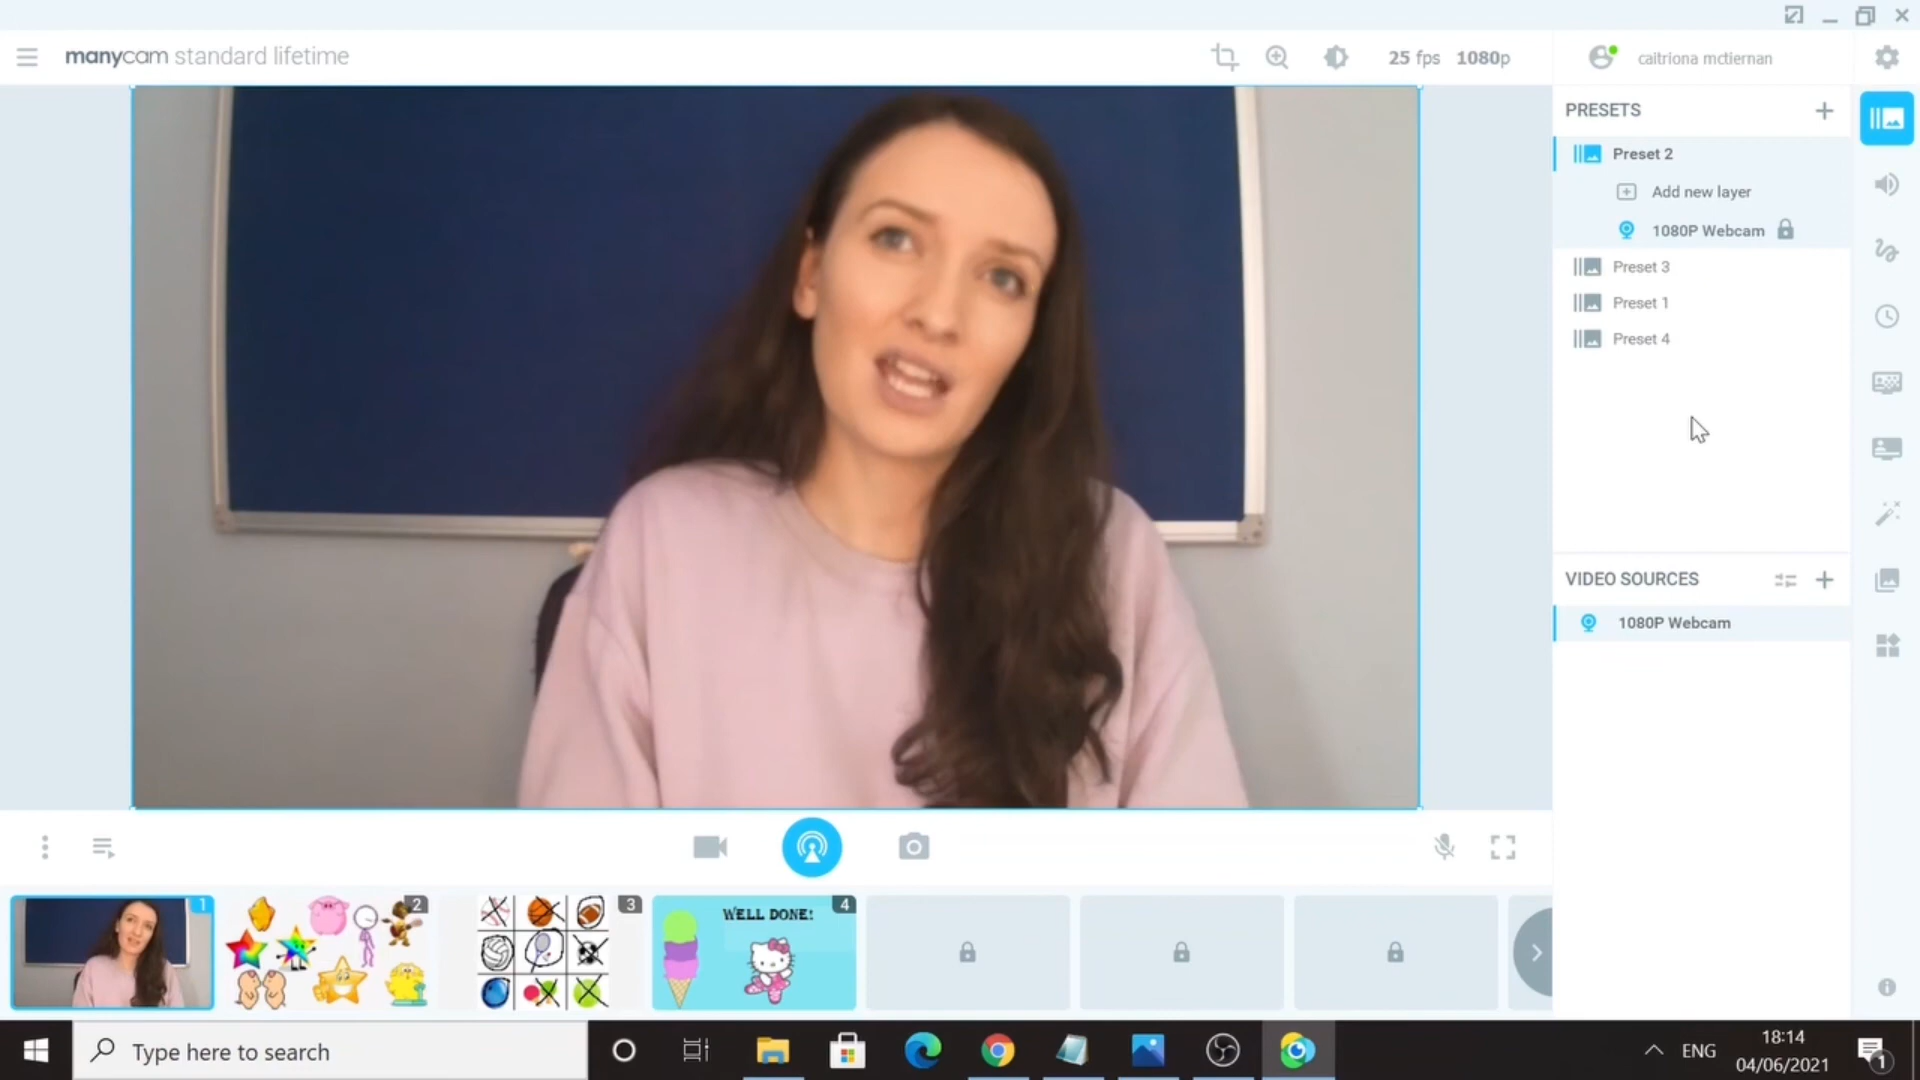 manycam standard lifetime
25 fps 1080p
caitriona mctiernan
PRESETS
Preset 2
Add new layer
1080P Webcam
Preset 3
Preset 1
Preset 4
VIDEO SOURCES
1080P Webcam
1
2
3
4
WELL DONE!
Type here to search
ENG
18:14
04/06/2021
1